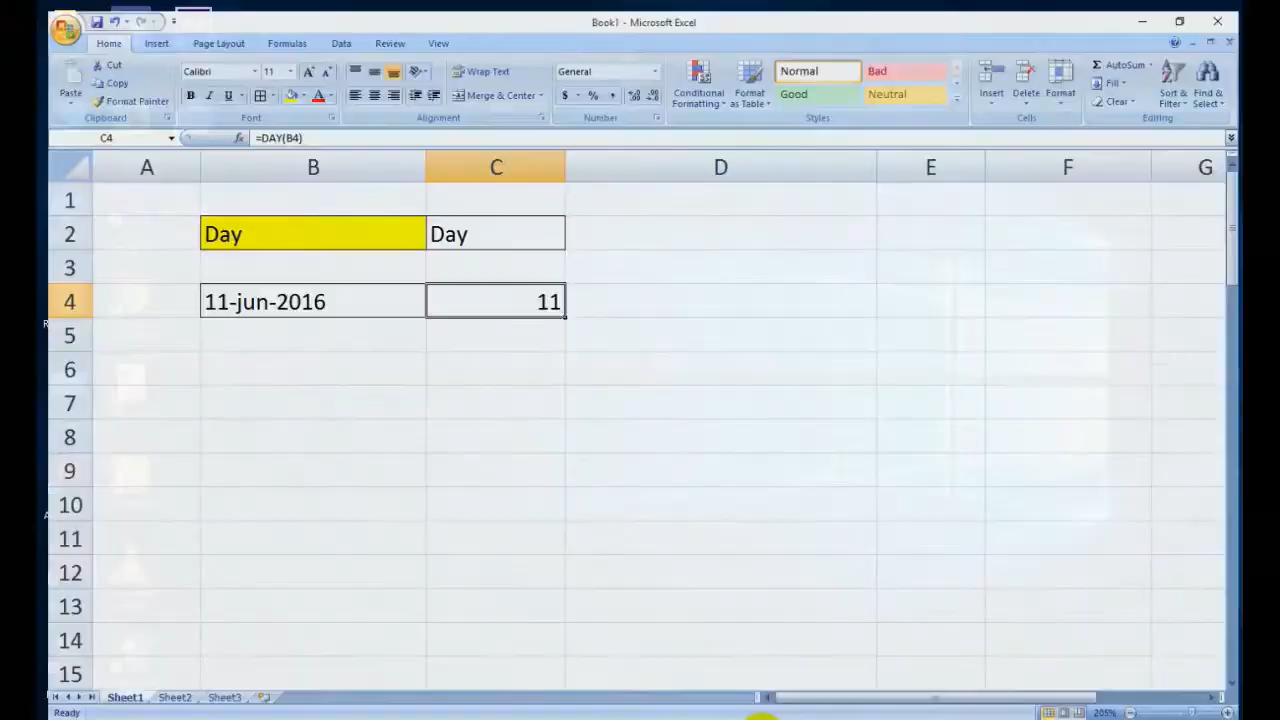 Book1 - Microsoft Excel
Home Insert Page Layout Formulas Data Review View
Cut
Copy
Format Painter
Paste
Clipboard
Calibri 11
B I U
Font
Wrap Text
Merge & Center
Alignment
General
$ % ,
Number
Conditional Formatting
Format as Table
Normal Bad
Good Neutral
Styles
Insert Delete Format
Cells
Σ AutoSum
Fill
Clear
Sort & Filter
Find & Select
Editing
C4 fx =DAY(B4)
A B C D E F G
1
2 Day Day
3
4 11-jun-2016 11
5
6
7
8
9
10
11
12
13
14
15
Sheet1 Sheet2 Sheet3
Ready 205%